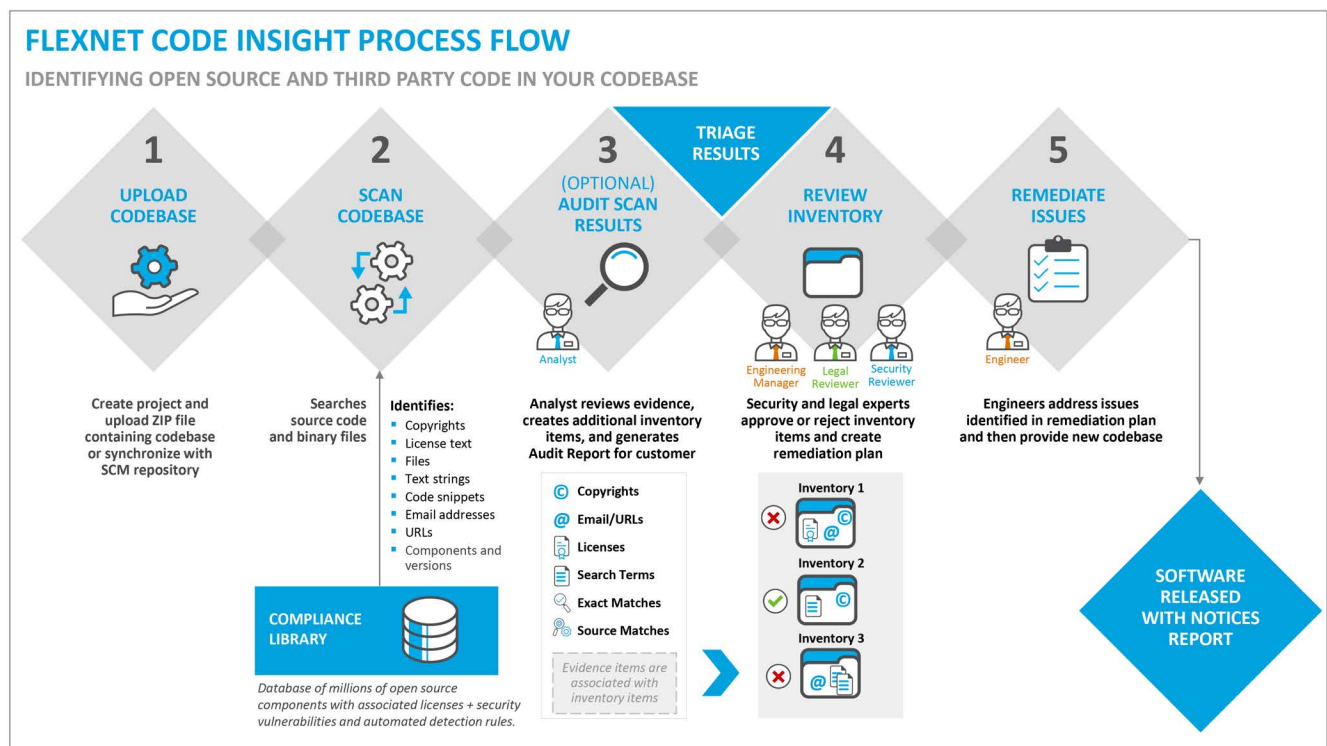 FLEXNET CODE INSIGHT PROCESS FLOW
IDENTIFYING OPEN SOURCE AND THIRD PARTY CODE IN YOUR CODEBASE
1
UPLOAD
CODEBASE
Create project and
upload ZIP file
containing codebase
or synchronize with
SCM repository
2
SCAN
CODEBASE
Searches
source code
and binary files
Identifies:
Copyrights
License text
Files
Text strings
Code snippets
Email addresses
URLs
Components and
versions
COMPLIANCE
LIBRARY
Database of millions of open source
components with associated licenses + security
vulnerabilities and automated detection rules.
3
(OPTIONAL)
AUDIT SCAN
RESULTS
Analyst
Analyst reviews evidence,
creates additional inventory
items, and generates
Audit Report for customer
© Copyrights
@ Email/URLs
Licenses
Search Terms
Exact Matches
Source Matches
Evidence items are
associated with
inventory items
TRIAGE
RESULTS
4
REVIEW
INVENTORY
Engineering
Manager
Legal
Reviewer
Security
Reviewer
Security and legal experts
approve or reject inventory
items and create
remediation plan
Inventory 1
@ ©
Inventory 2
©
Inventory 3
@
5
REMEDIATE
ISSUES
Engineer
Engineers address issues
identified in remediation plan
and then provide new codebase
SOFTWARE
RELEASED
WITH NOTICES
REPORT